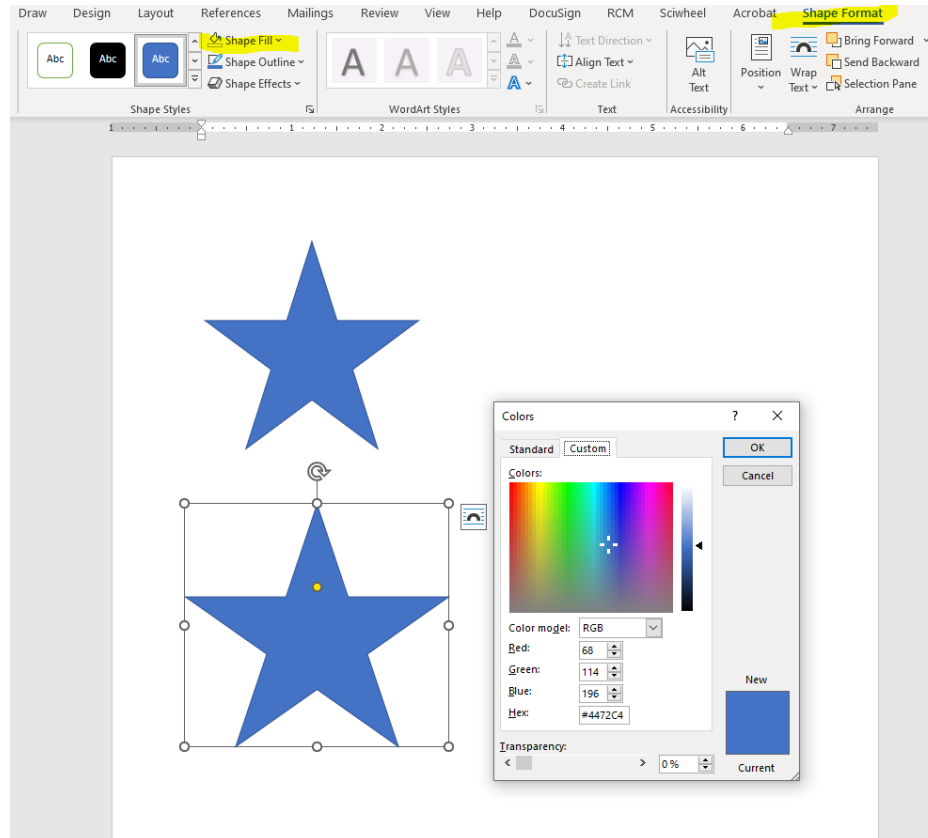 Draw Design Layout References Mailings Review View Help DocuSign RCM Sciwheel Acrobat Shape Format
Abc Abc Abc
Shape Fill
Shape Outline
Shape Effects
Shape Styles
A A A
A
A
A
WordArt Styles
Text Direction
Align Text
Create Link
Text
Alt
Text
Accessibility
Position
Wrap
Text
Bring Forward
Send Backward
Selection Pane
Arrange
1 1 2 3 4 5 6 7
Colors ?
Standard Custom
OK
Cancel
Colors:
Color model: RGB
Red: 68
Green: 114
Blue: 196
Hex: #4472C4
Transparency:
0 %
New
Current